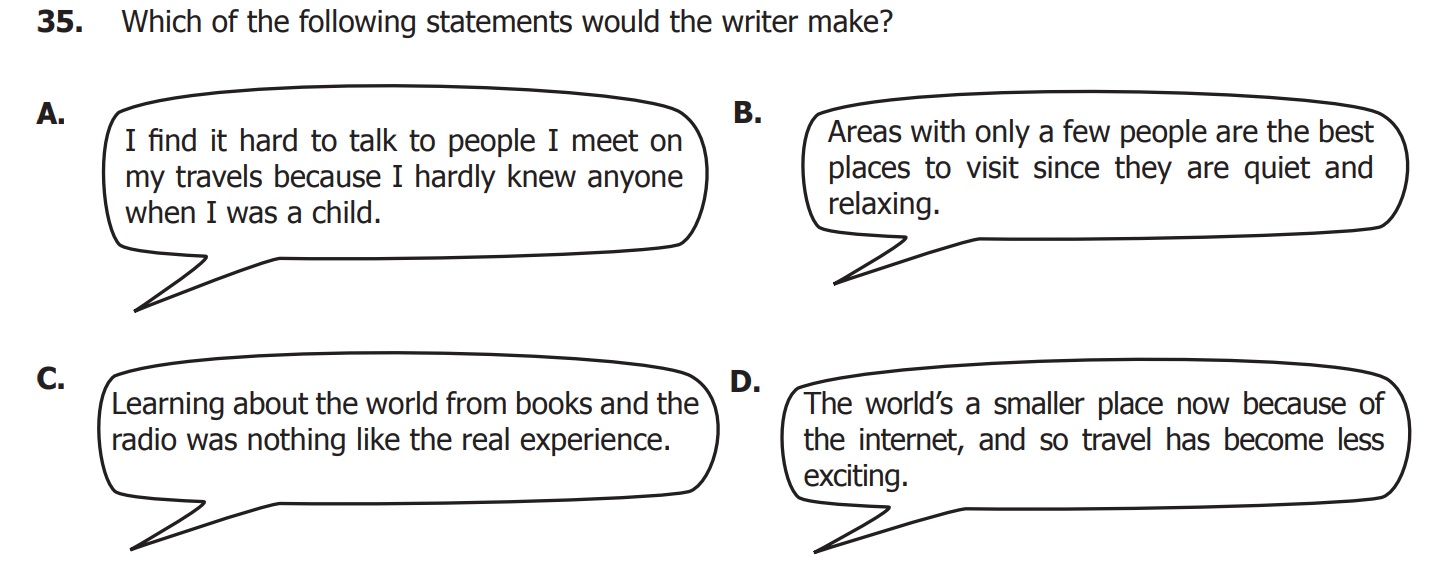 35. Which of the following statements would the writer make?
A.
I find it hard to talk to people I meet on
my travels because I hardly knew anyone
when I was a child.
B.
Areas with only a few people are the best
places to visit since they are quiet and
relaxing.
C.
Learning about the world from books and the
radio was nothing like the real experience.
D.
The world’s a smaller place now because of
the internet, and so travel has become less
exciting.